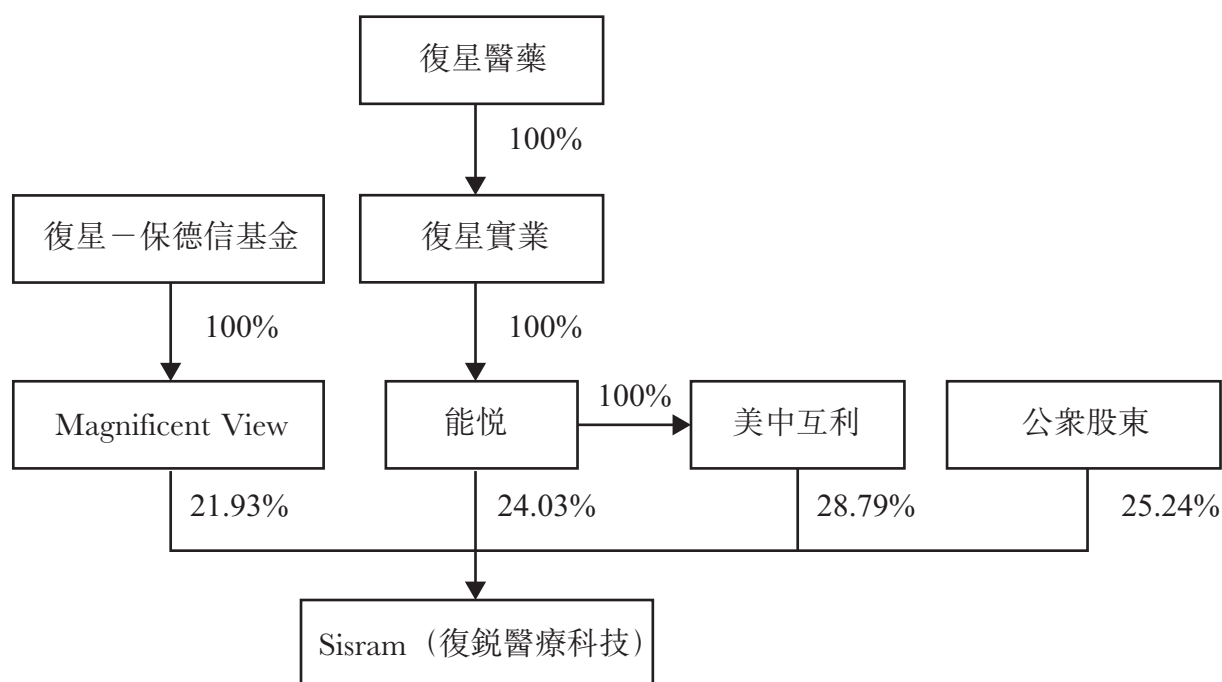 復星醫藥
100%
復星－保德信基金
復星實業
100%
100%
Magnificent View
能悦
100%
美中互利
公衆股東
21.93%
24.03%
28.79%
25.24%
Sisram（復鋭醫療科技）